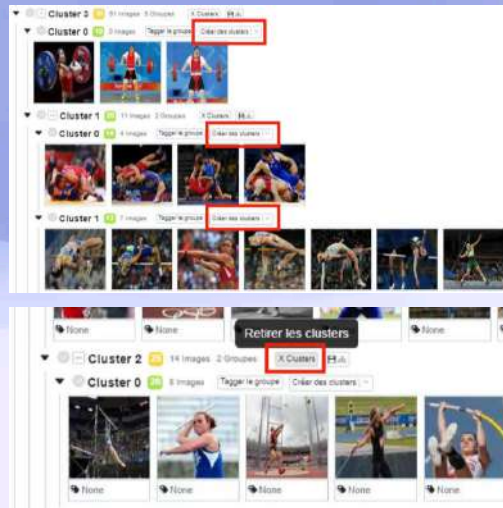 Cluster 3 51 images 5 Groupes X Clusters
Cluster 0 3 images Tagger le groupe Créer des clusters
Cluster 1 11 images 2 Groupes X Clusters
Cluster 0 4 images Tagger le groupe Créer des clusters
Cluster 1 7 images Tagger le groupe Créer des clusters
None None
Retirer les clusters
None
Cluster 2 14 images 2 Groupes X Clusters
Cluster 0 Tagger le groupe Créer des clusters
None None None None None